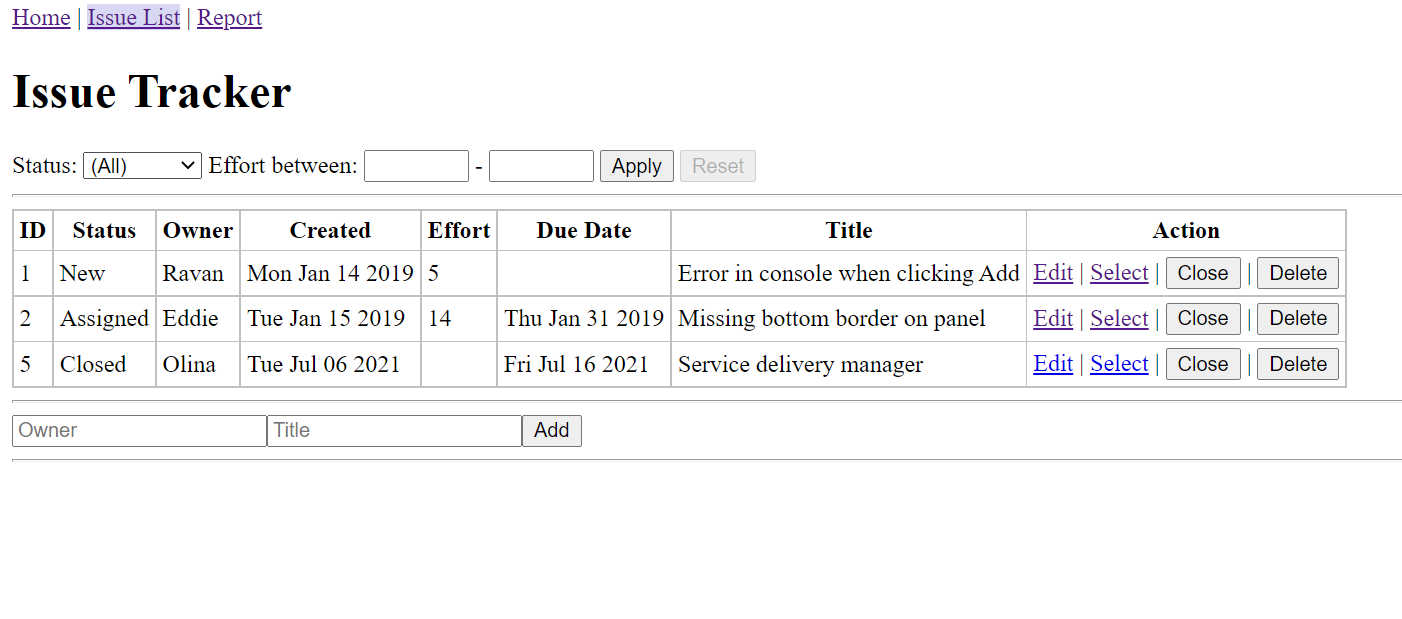 Home | Issue List | Report
Issue Tracker
Status: (All) Effort between: - Apply Reset
ID Status Owner Created Effort Due Date Title Action
1 New Ravan Mon Jan 14 2019 5 Error in console when clicking Add Edit | Select | Close | Delete
2 Assigned Eddie Tue Jan 15 2019 14 Thu Jan 31 2019 Missing bottom border on panel Edit | Select | Close | Delete
5 Closed Olina Tue Jul 06 2021 Fri Jul 16 2021 Service delivery manager Edit | Select | Close | Delete
Owner Title Add